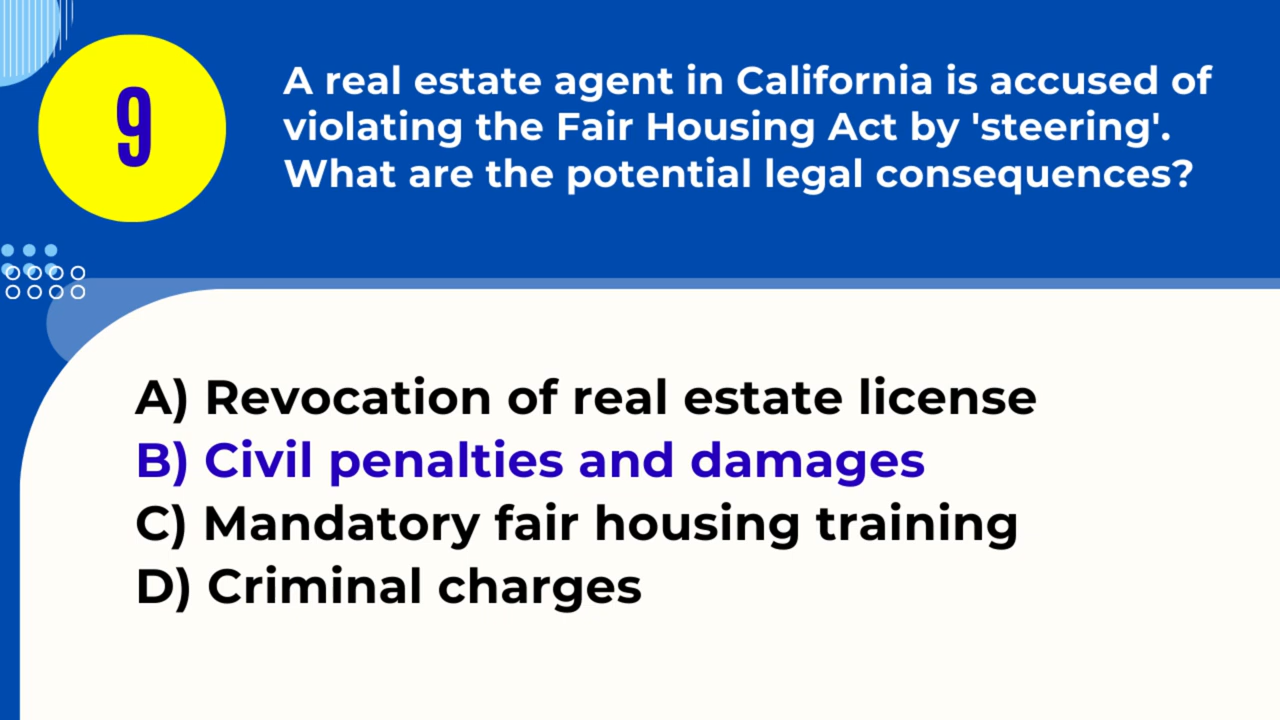 9
A real estate agent in California is accused of
violating the Fair Housing Act by 'steering'.
What are the potential legal consequences?
A) Revocation of real estate license
B) Civil penalties and damages
C) Mandatory fair housing training
D) Criminal charges